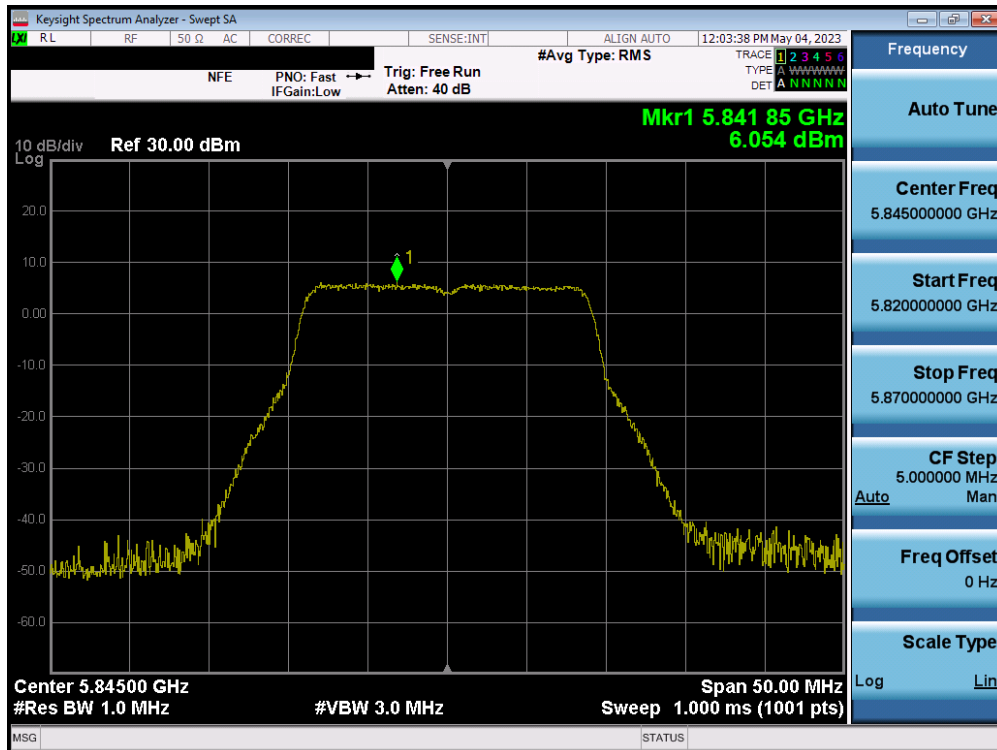 Keysight Spectrum Analyzer - Swept SA
LXI RL RF 50 Ω AC CORREC SENSE:INT ALIGN AUTO 12:03:38 PM May 04, 2023
#Avg Type: RMS
TRACE 1 2 3 4 5 6
TYPE A WWWWW
DET A N N N N N
NFE PNO: Fast Trig: Free Run
IFGain:Low Atten: 40 dB
Mkr1 5.841 85 GHz
6.054 dBm
10 dB/div Ref 30.00 dBm
Log
20.0
10.0
1
0.00
-10.0
-20.0
-30.0
-40.0
-50.0
-60.0
Center 5.84500 GHz Span 50.00 MHz
#Res BW 1.0 MHz #VBW 3.0 MHz Sweep 1.000 ms (1001 pts)
MSG STATUS
Frequency
Auto Tune
Center Freq
5.845000000 GHz
Start Freq
5.820000000 GHz
Stop Freq
5.870000000 GHz
CF Step
5.000000 MHz
Auto Man
Freq Offset
0 Hz
Scale Type
Log Lin